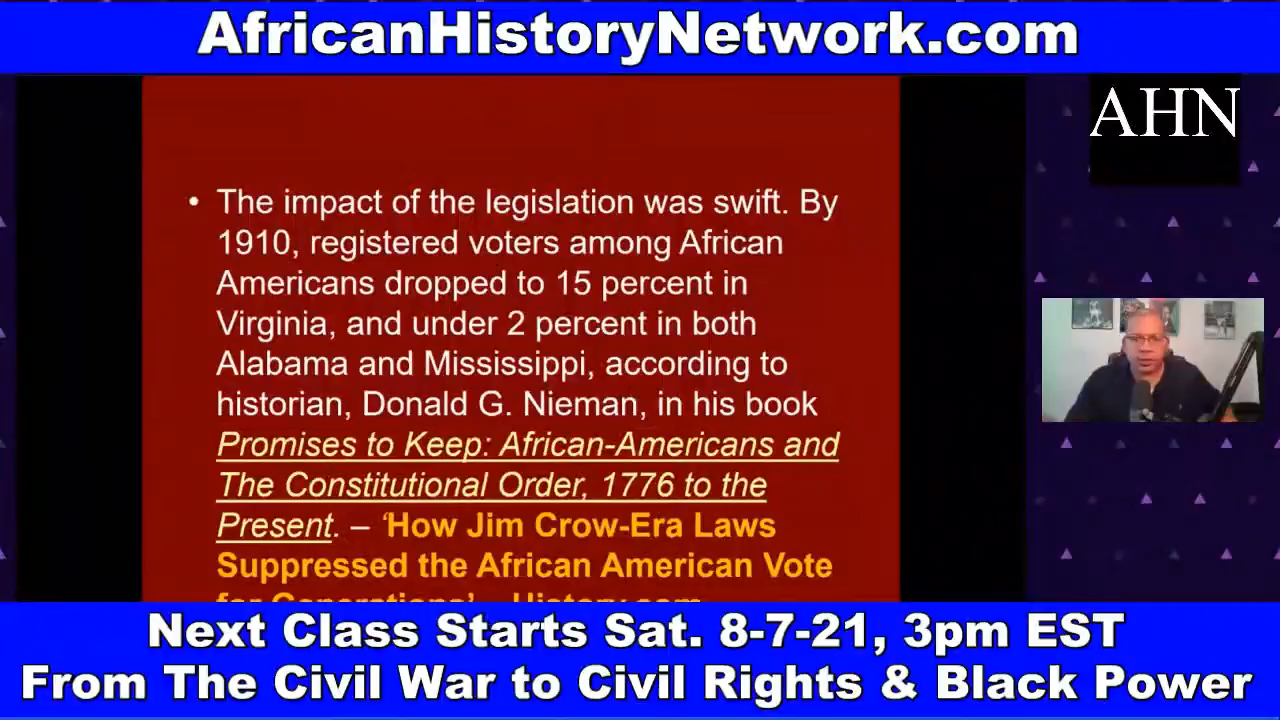 AfricanHistoryNetwork.com
AHN
• The impact of the legislation was swift. By
1910, registered voters among African
Americans dropped to 15 percent in
Virginia, and under 2 percent in both
Alabama and Mississippi, according to
historian, Donald G. Nieman, in his book
Promises to Keep: African-Americans and
The Constitutional Order, 1776 to the
Present. – ‘How Jim Crow-Era Laws
Suppressed the African American Vote
for Generations’ – History.com
Next Class Starts Sat. 8-7-21, 3pm EST
From The Civil War to Civil Rights & Black Power